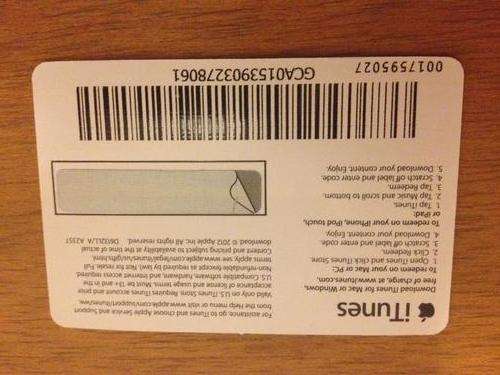 iTunes
Download iTunes for Mac or Windows,
free of charge, at www.itunes.com.
To redeem on your Mac or PC:
1. Open iTunes and click iTunes Store.
2. Click Redeem.
3. Scratch off label and enter code.
4. Download your content. Enjoy.
To redeem on your iPhone, iPod touch,
or iPad:
1. Tap iTunes.
2. Tap Music and scroll to bottom.
3. Tap Redeem.
4. Scratch off label and enter code.
5. Download your content. Enjoy.
For assistance, go to iTunes and choose Apple Service and Support
from the Help menu or visit www.apple.com/support/itunes/ww.
Valid only on U.S. iTunes Store. Requires iTunes account and prior
acceptance of license and usage terms. Must be 13+ and in the
U.S. Compatible software, hardware, and Internet access required.
Non-refundable (except as required by law). Not for resale. Full
terms apply; see www.apple.com/legal/itunes/us/gifts.html.
Content and pricing subject to availability at the time of actual
download. © 2012 Apple Inc. All rights reserved.
GCA01539903278061
0017595027